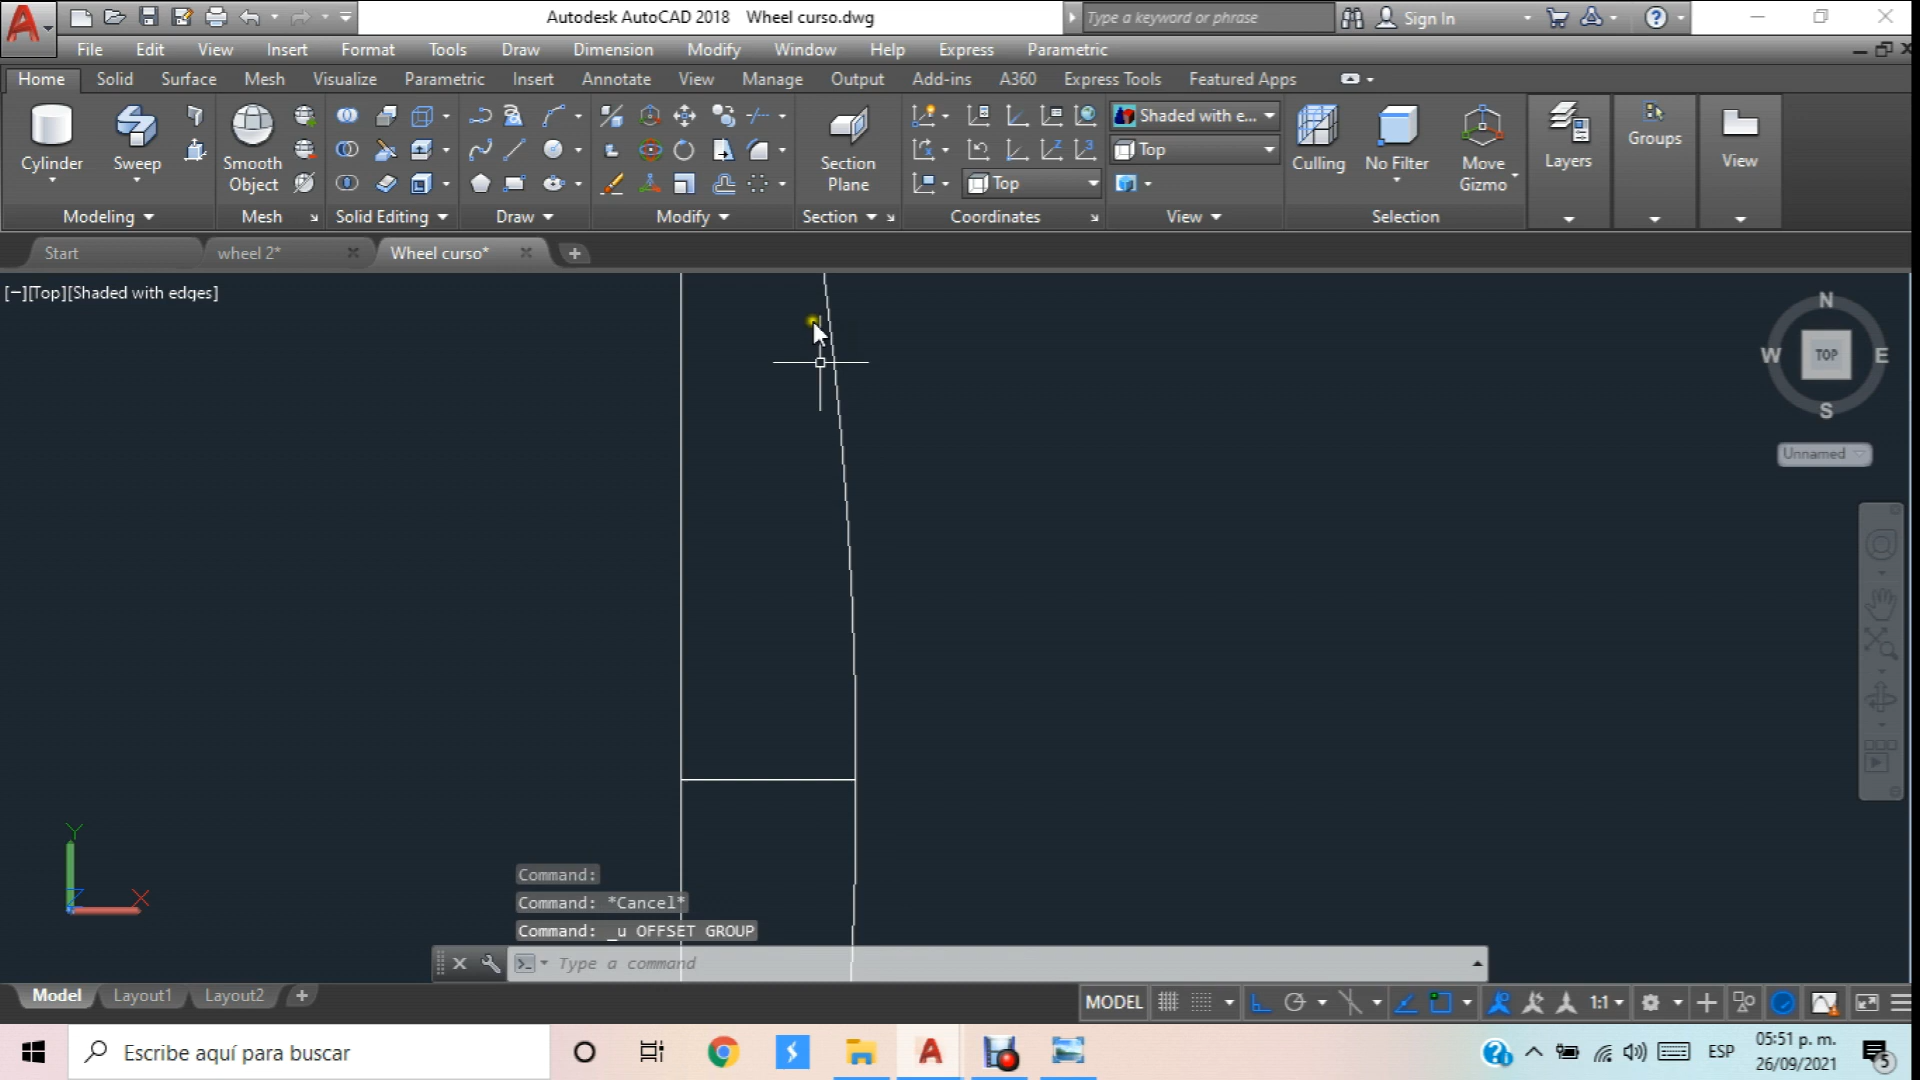 Autodesk AutoCAD 2018 Wheel curso.dwg
Type a keyword or phrase
Sign In
File Edit View Insert Format Tools Draw Dimension Modify Window Help Express Parametric
Home Solid Surface Mesh Visualize Parametric Insert Annotate View Manage Output Add-ins A360 Express Tools Featured Apps
Shaded with e...
Top
Top
Cylinder
Sweep
Smooth
Object
Section
Plane
Culling
No Filter
Move
Gizmo
Layers
Groups
View
Modeling
Mesh
Solid Editing
Draw
Modify
Section
Coordinates
View
Selection
Start
wheel 2*
Wheel curso*
[−][Top][Shaded with edges]
N
W
TOP
E
S
Unnamed
Y
Z
X
Command:
Command: *Cancel*
Command: _u OFFSET GROUP
Type a command
Model
Layout1
Layout2
MODEL
1:1
Escribe aquí para buscar
ESP
05:51 p. m.
26/09/2021
5